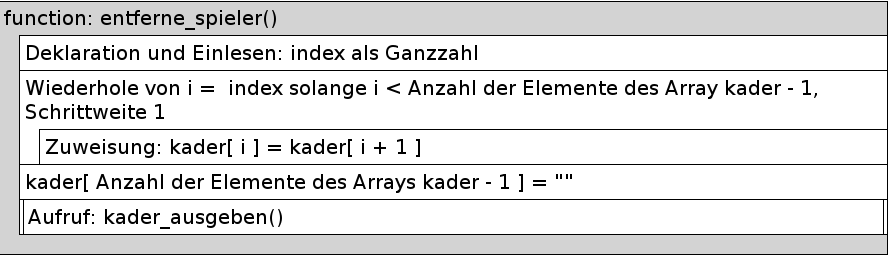 function: entferne_spieler()
Deklaration und Einlesen: index als Ganzzahl
Wiederhole von i =  index solange i < Anzahl der Elemente des Array kader - 1,
Schrittweite 1
Zuweisung: kader[ i ] = kader[ i + 1 ]
kader[ Anzahl der Elemente des Arrays kader - 1 ] = ""
Aufruf: kader_ausgeben()